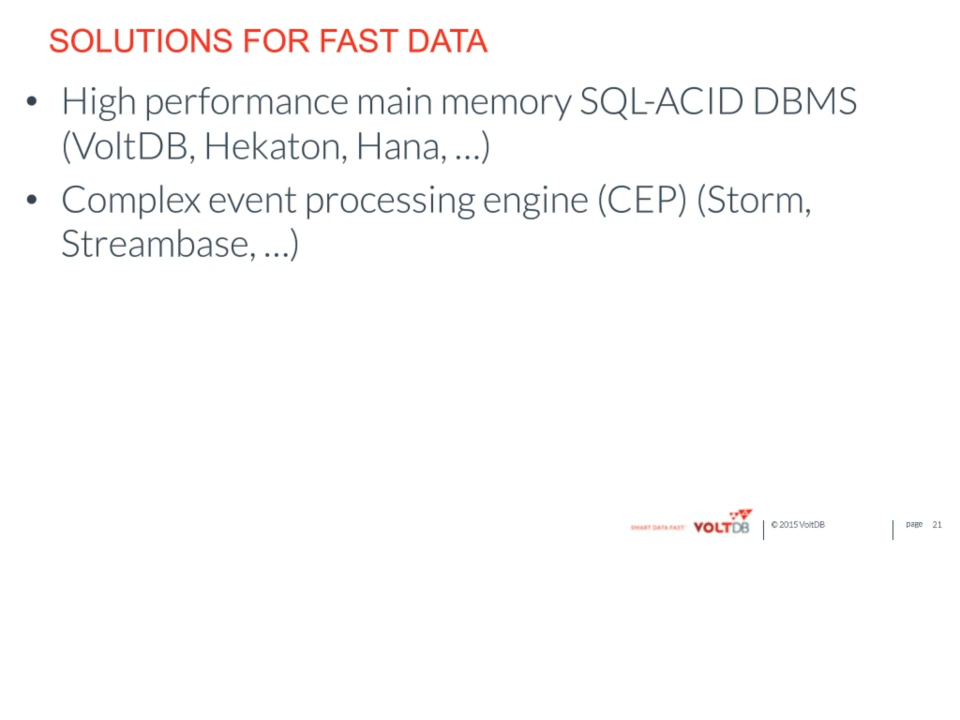 SOLUTIONS FOR FAST DATA
• High performance main memory SQL-ACID DBMS
(VoltDB, Hekaton, Hana, ...)
• Complex event processing engine (CEP) (Storm,
Streambase, ...)
SMART DATA FAST VOLTDB © 2015 VoltDB page 21